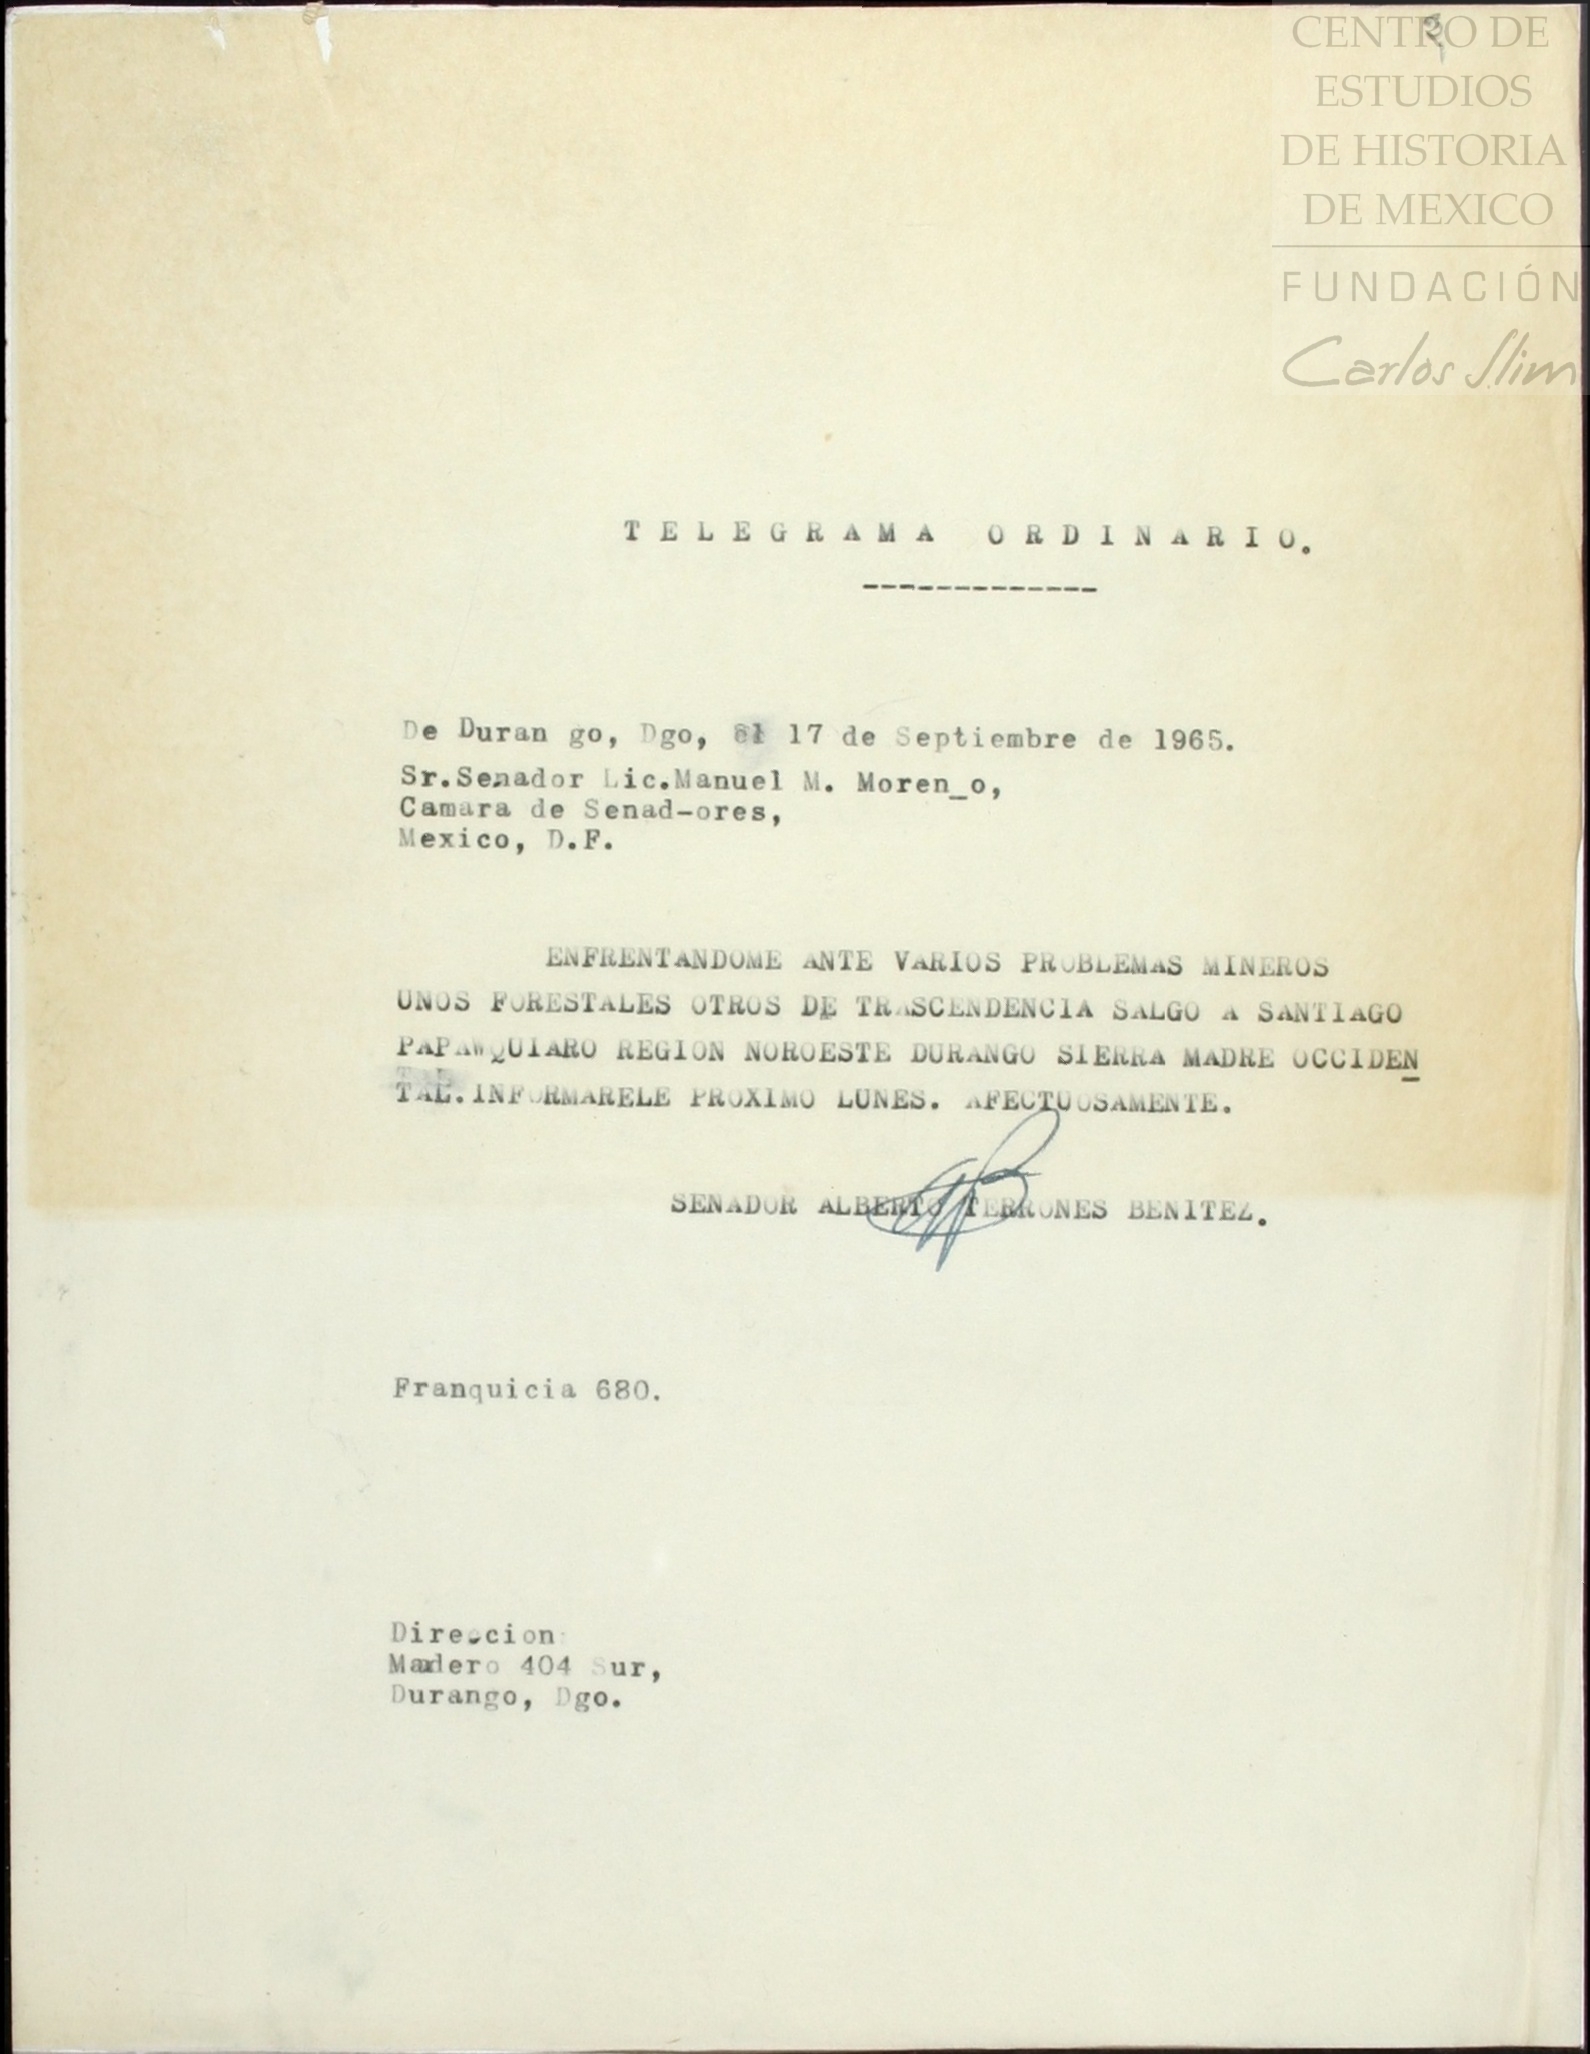 CENTRO DE
ESTUDIOS
DE HISTORIA
DE MEXICO
FUNDACIÓN
Carlos Slim
TELEGRAMA ORDINARIO.
-------------
De Duran go, Dgo, el 17 de Septiembre de 1965.
Sr.Senador Lic.Manuel M. Moren_o,
Camara de Senad-ores,
Mexico, D.F.
ENFRENTANDOME ANTE VARIOS PROBLEMAS MINEROS
UNOS FORESTALES OTROS DE TRASCENDENCIA SALGO A SANTIAGO
PAPAWQUIARO REGION NOROESTE DURANGO SIERRA MADRE OCCIDEN
TAL.INFORMARELE PROXIMO LUNES. AFECTUOSAMENTE.
SENADOR ALBERTO TERRONES BENITEZ.
Franquicia 680.
Direccion
Madero 404 Sur,
Durango, Dgo.